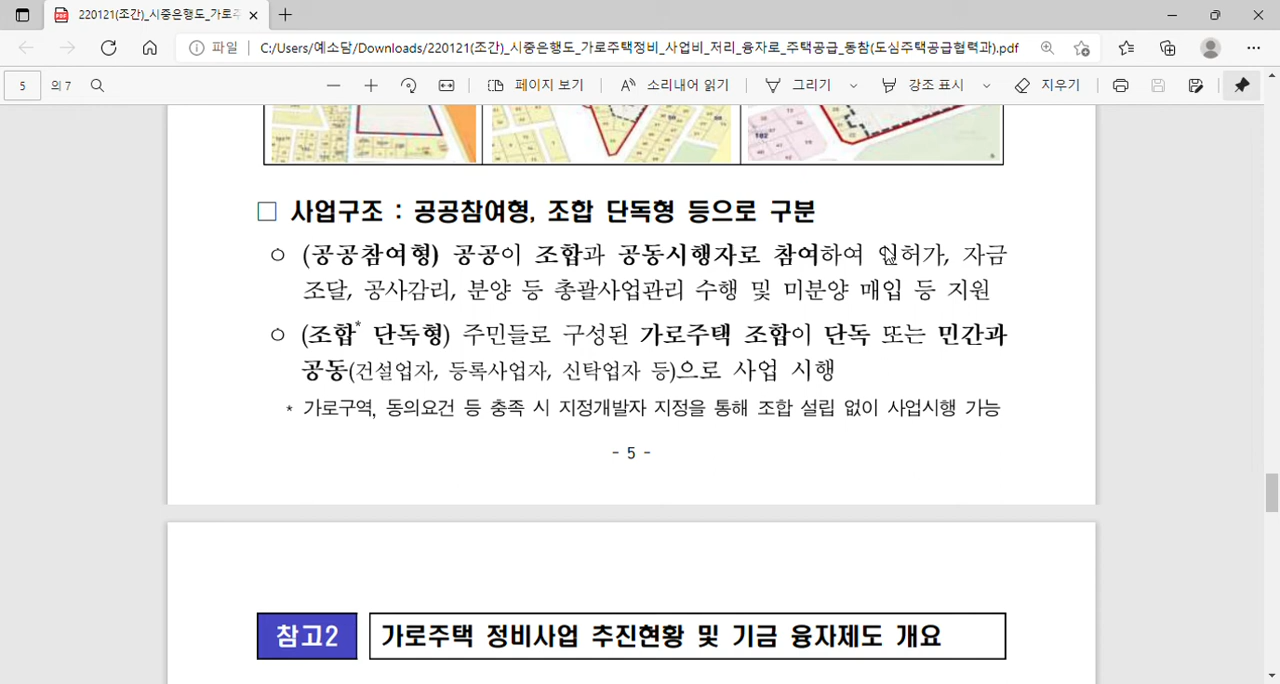 220121(조간)_시중은행도_가로주
파일
C:/Users/예소담/Downloads/220121(조간)_시중은행도_가로주택정비_사업비_저리_융자로_주택공급_동참(도심주택공급협력과).pdf
5 의 7 페이지 보기 소리내어 읽기 그리기 강조 표시 지우기
□ 사업구조 : 공공참여형, 조합 단독형 등으로 구분
ㅇ (공공참여형) 공공이 조합과 공동시행자로 참여하여 인허가, 자금
조달, 공사감리, 분양 등 총괄사업관리 수행 및 미분양 매입 등 지원
ㅇ (조합* 단독형) 주민들로 구성된 가로주택 조합이 단독 또는 민간과
공동(건설업자, 등록사업자, 신탁업자 등)으로 사업 시행
* 가로구역, 동의요건 등 충족 시 지정개발자 지정을 통해 조합 설립 없이 사업시행 가능
- 5 -
참고2 가로주택 정비사업 추진현황 및 기금 융자제도 개요